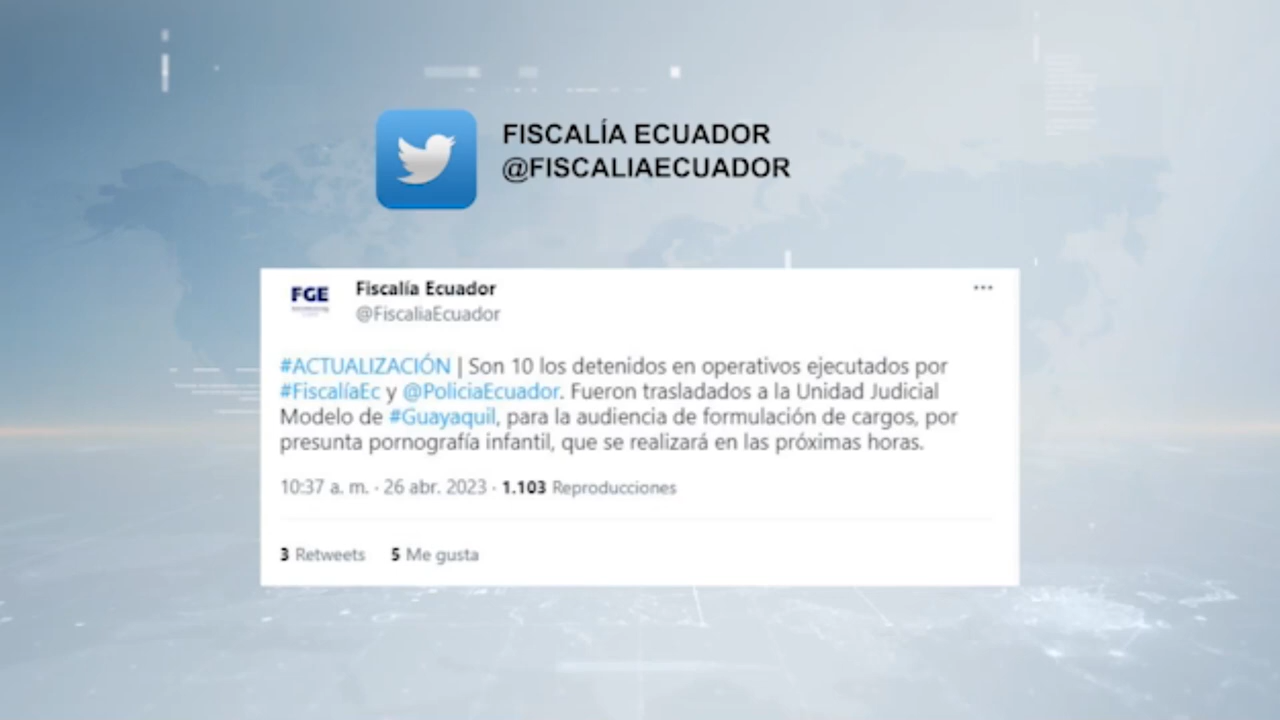 FISCALÍA ECUADOR
@FISCALIAECUADOR
FGE
Fiscalía Ecuador
@FiscaliaEcuador
#ACTUALIZACIÓN | Son 10 los detenidos en operativos ejecutados por
#FiscalíaEc y @PoliciaEcuador. Fueron trasladados a la Unidad Judicial
Modelo de #Guayaquil, para la audiencia de formulación de cargos, por
presunta pornografía infantil, que se realizará en las próximas horas.
10:37 a. m. · 26 abr. 2023 · 1.103 Reproducciones
3 Retweets 5 Me gusta